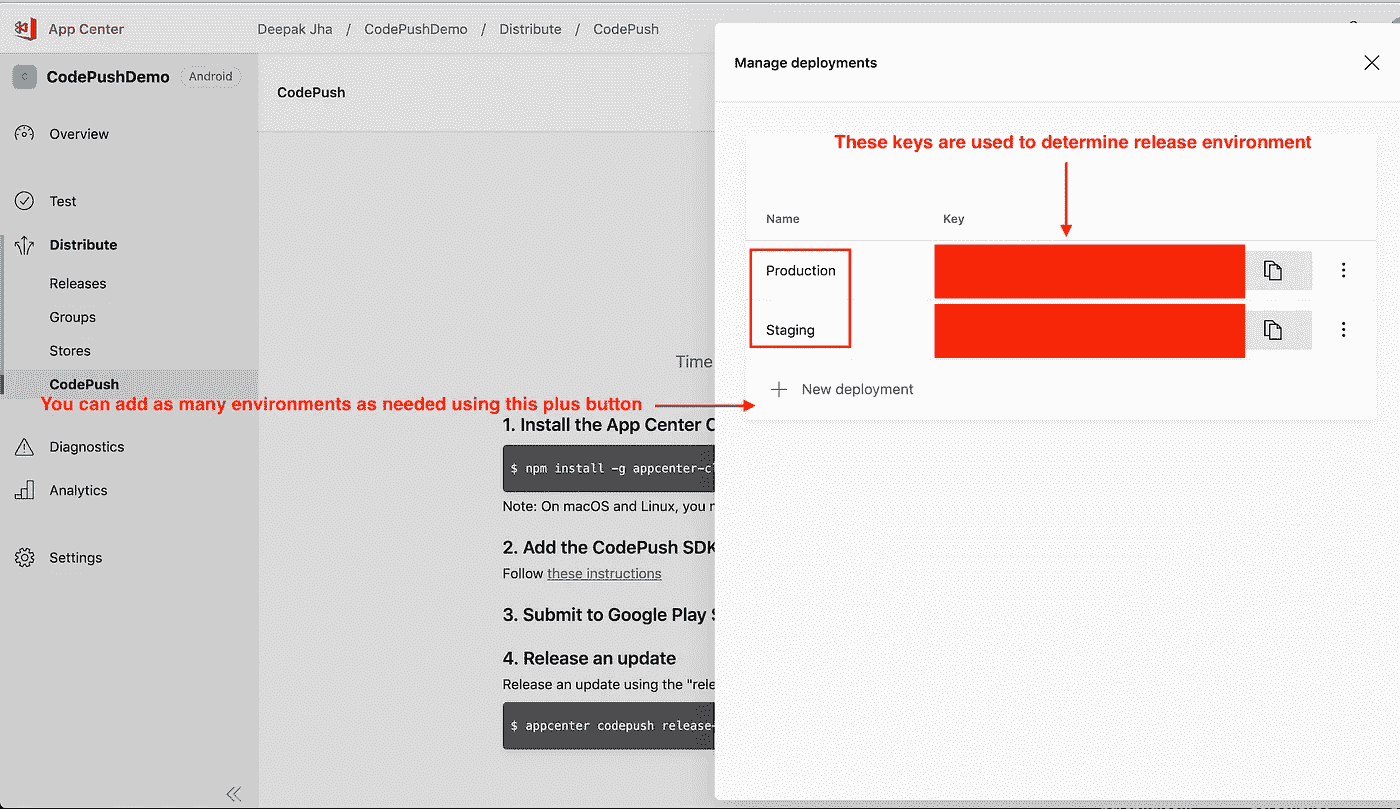 App Center
Deepak Jha / CodePushDemo / Distribute / CodePush
CodePushDemo Android
Overview
Test
Distribute
Releases
Groups
Stores
CodePush
Diagnostics
Analytics
Settings
CodePush
Time
You can add as many environments as needed using this plus button
1. Install the App Center C
$ npm install -g appcenter-cl
Note: On macOS and Linux, you
2. Add the CodePush SDK
Follow these instructions
3. Submit to Google Play
4. Release an update
Release an update using the "rele
$ appcenter codepush release-
Manage deployments
These keys are used to determine release environment
Name Key
Production
Staging
+ New deployment